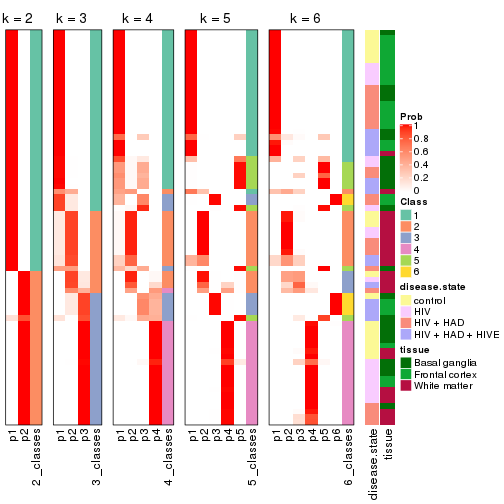 k = 2
k = 3
k = 4
k = 5
k = 6
Prob
1
0.8
0.6
0.4
0.2
0
Class
1
2
3
4
5
6
disease.state
control
HIV
HIV + HAD
HIV + HAD + HIVE
tissue
Basal ganglia
Frontal cortex
White matter
p1
p2
2_classes
p1
p2
p3
3_classes
p1
p2
p3
p4
4_classes
p1
p2
p3
p4
p5
5_classes
p1
p2
p3
p4
p5
p6
6_classes
disease.state
tissue